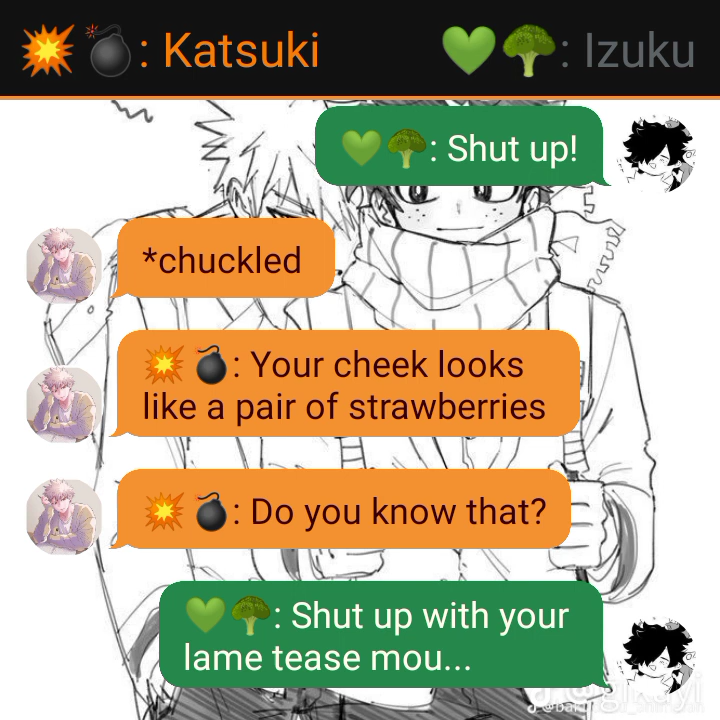 💥💣: Katsuki
💚🥦: Izuku
💚🥦: Shut up!
*chuckled
💥💣: Your cheek looks
like a pair of strawberries
💥💣: Do you know that?
💚🥦: Shut up with your
lame tease mou...